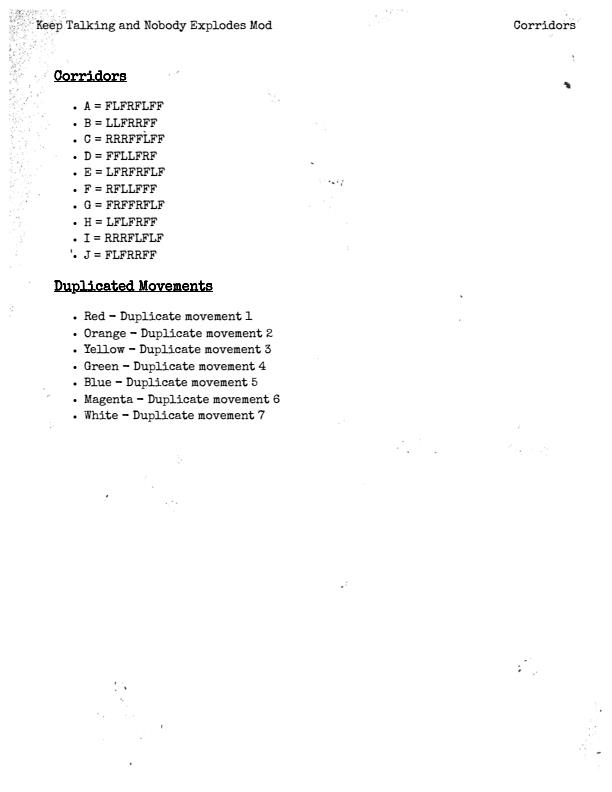 Keep Talking and Nobody Explodes Mod
Corridors
Corridors
• A = FLFRFLFF
• B = LLFRRFF
• C = RRRFFLFF
• D = FFLLFRF
• E = LFRFRFLF
• F = RFLLFFF
• G = FRFFRFLF
• H = LFLFRFF
• I = RRRFLFLF
• J = FLFRRFF
Duplicated Movements
• Red – Duplicate movement 1
• Orange – Duplicate movement 2
• Yellow – Duplicate movement 3
• Green – Duplicate movement 4
• Blue – Duplicate movement 5
• Magenta – Duplicate movement 6
• White – Duplicate movement 7